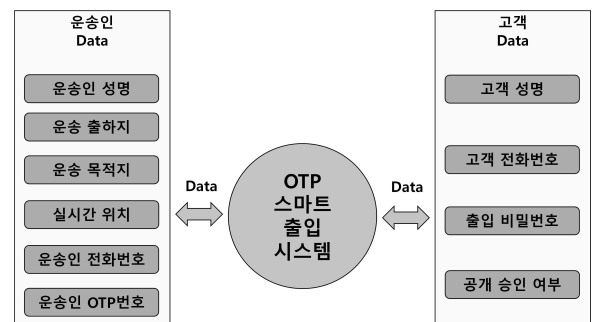 운송인
Data
운송인 성명
운송 출하지
운송 목적지
실시간 위치
운송인 전화번호
운송인 OTP번호
Data
OTP
스마트
출입
시스템
Data
고객
Data
고객 성명
고객 전화번호
출입 비밀번호
공개 승인 여부